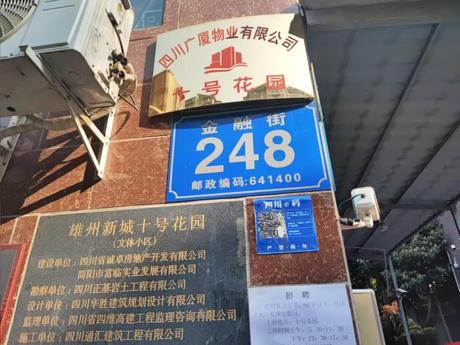 四川广厦物业有限公司
十号花园
金融街
248
邮政编码:641400
四川e码
严禁损坏
雄州新城十号花园
(文体小区)
建设单位:四川省诚卓房地产开发有限公司
简阳市富临实业发展有限公司
勘察单位:四川正基岩土工程有限公司
设计单位:四川华胜建筑规划设计有限公司
监理单位:四川省四维高建工程监理咨询有限公司
施工单位:四川通汇建筑工程有限公司
招聘